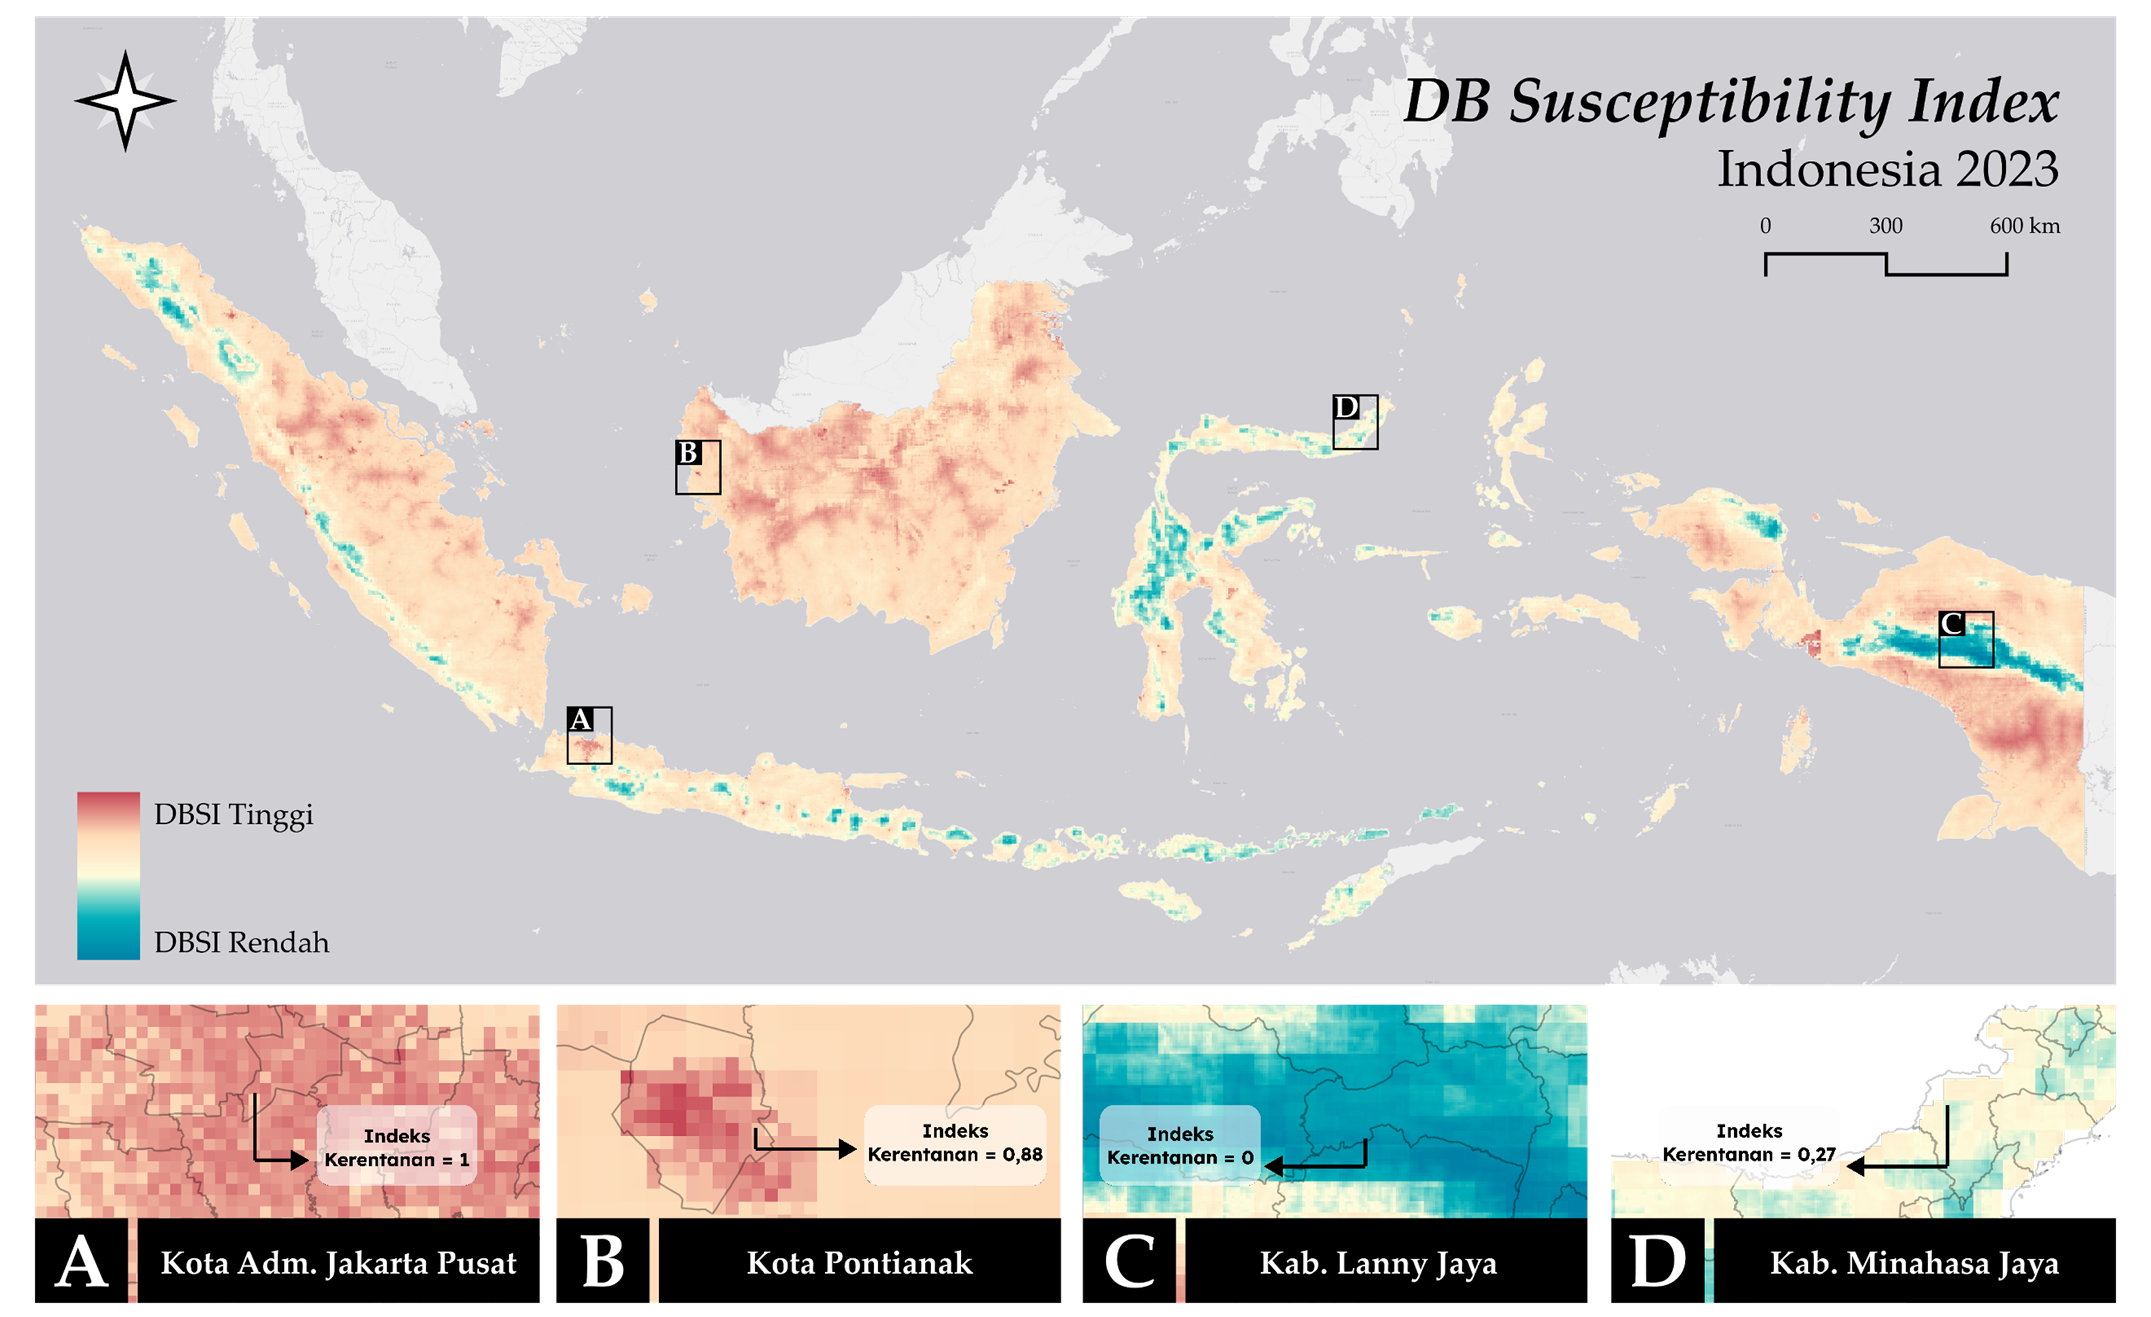 DB Susceptibility Index
Indonesia 2023
0 300 600 km
D
B
C
A
DBSI Tinggi
DBSI Rendah
Indeks
Kerentanan = 1
Indeks
Kerentanan = 0,88
Indeks
Kerentanan = 0
Indeks
Kerentanan = 0,27
A Kota Adm. Jakarta Pusat
B Kota Pontianak
C Kab. Lanny Jaya
D Kab. Minahasa Jaya